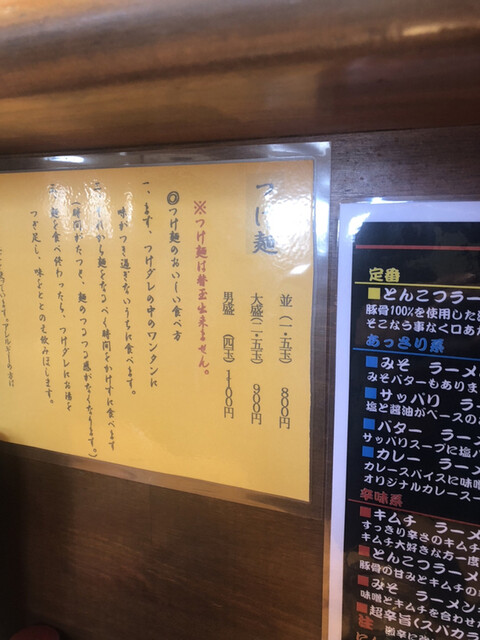 つけ麺
並(一・五玉) 800円
大盛(二・五玉) 900円
男盛 (四玉) 1100円
※つけ麺は替玉出来ません。
◎つけ麺のおいしい食べ方
一、まず、つけダレの中のワンタンに
味がつき過ぎないうちに食べます。
二、それから麺をなるべく時間をかけずに食べます
(時間がたつと、麺のつるつる感がなくなります。)
三、麺を食べ終わったら、つけダレにお湯を
つぎ足し、味をととのえ飲みほします。
定番
■とんこつラー
豚骨100%を使用した
そこなう事なく口あた
あっさり系
■みそ ラーメ
みそバターもありま
■サッパリ ラー
塩と醤油がベースの
■バター ラー
サッパリスープに塩バ
■カレー ラーメ
カレースパイスに味噌
オリジナルカレースー
辛味系
■キムチ ラーメ
すっきり辛さのキムチ
キムチ大好きな方一度
■とんこつラーメ
豚骨の甘みとキムチの
■みそ ラーメン
味噌とキムチを合わせた
■超辛旨(スパカラ